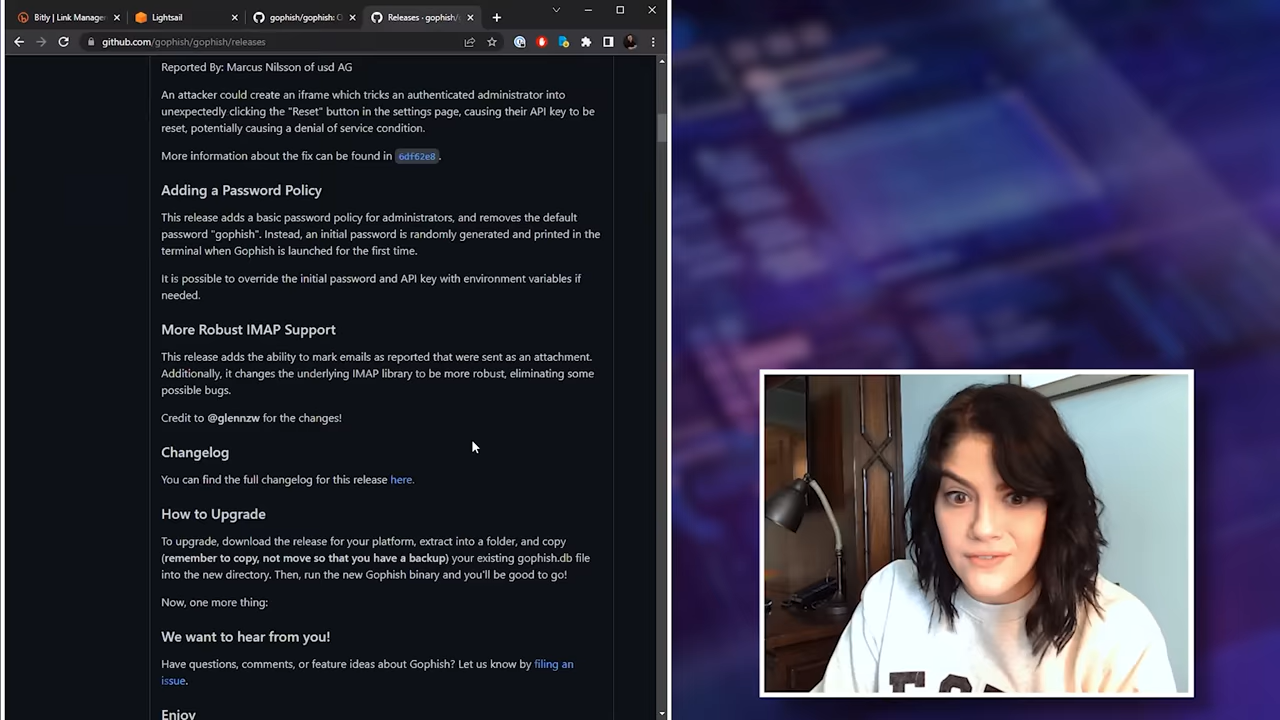 Bitly | Link Manage
Lightsail
gophish/gophish: O
Releases · gophish/
github.com/gophish/gophish/releases
Reported By: Marcus Nilsson of usd AG
An attacker could create an iframe which tricks an authenticated administrator into
unexpectedly clicking the "Reset" button in the settings page, causing their API key to be
reset, potentially causing a denial of service condition.
More information about the fix can be found in 6df62e8.
Adding a Password Policy
This release adds a basic password policy for administrators, and removes the default
password "gophish". Instead, an initial password is randomly generated and printed in the
terminal when Gophish is launched for the first time.
It is possible to override the initial password and API key with environment variables if
needed.
More Robust IMAP Support
This release adds the ability to mark emails as reported that were sent as an attachment.
Additionally, it changes the underlying IMAP library to be more robust, eliminating some
possible bugs.
Credit to @glennzw for the changes!
Changelog
You can find the full changelog for this release here.
How to Upgrade
To upgrade, download the release for your platform, extract into a folder, and copy
(remember to copy, not move so that you have a backup) your existing gophish.db file
into the new directory. Then, run the new Gophish binary and you'll be good to go!
Now, one more thing:
We want to hear from you!
Have questions, comments, or feature ideas about Gophish? Let us know by filing an
issue.
Enjoy